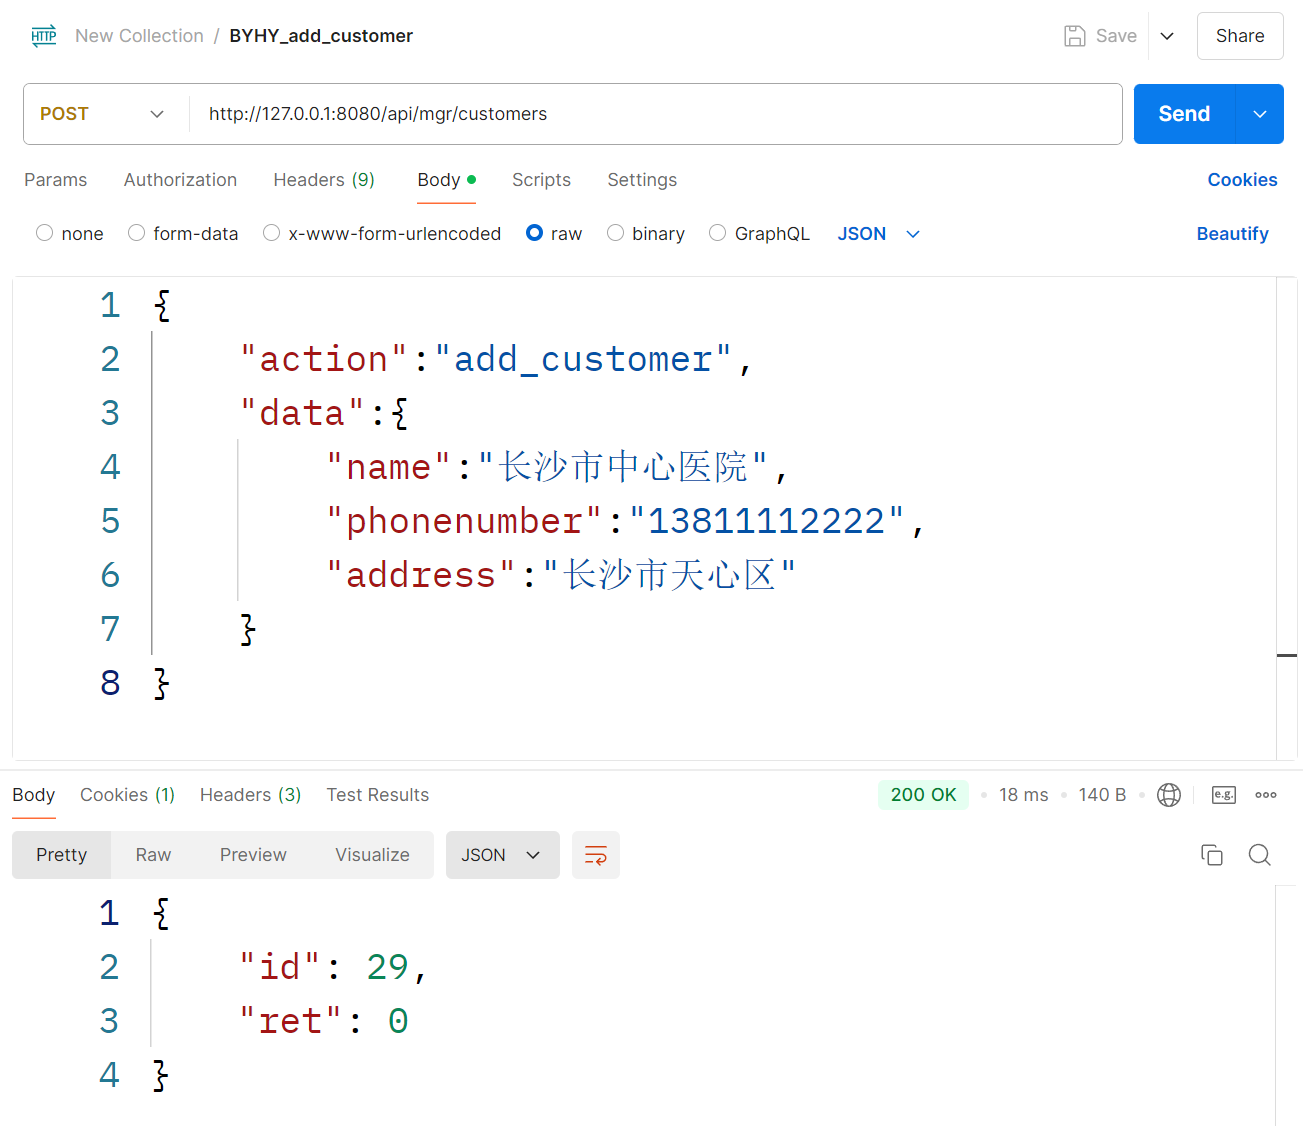 HTTP New Collection / BYHY_add_customer Save Share
POST http://127.0.0.1:8080/api/mgr/customers Send
Params Authorization Headers (9) Body Scripts Settings Cookies
none form-data x-www-form-urlencoded raw binary GraphQL JSON Beautify
1 {
2 "action":"add_customer",
3 "data":{
4 "name":"长沙市中心医院",
5 "phonenumber":"13811112222",
6 "address":"长沙市天心区"
7 }
8 }
Body Cookies (1) Headers (3) Test Results 200 OK 18 ms 140 B e.g.
Pretty Raw Preview Visualize JSON
1 {
2 "id": 29,
3 "ret": 0
4 }